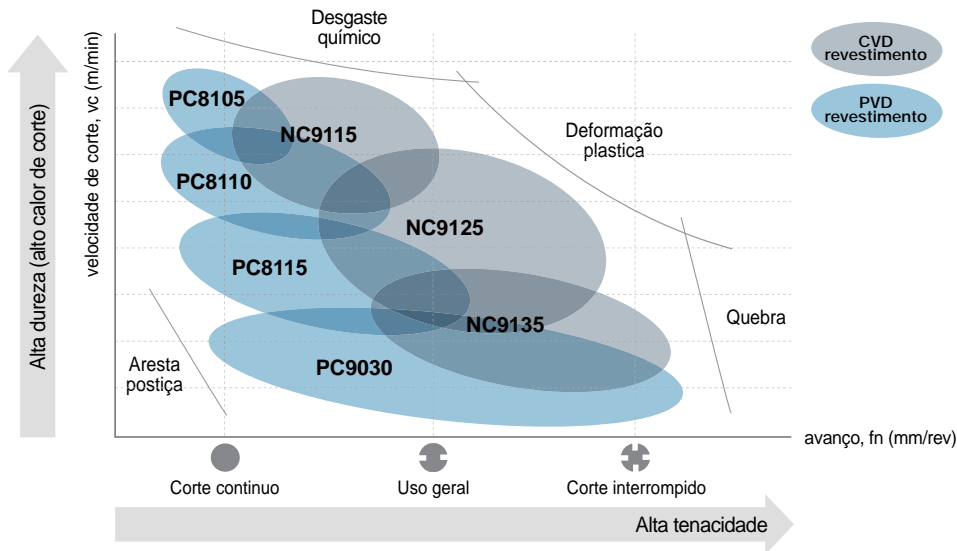 Desgaste
químico
CVD
revestimento
PVD
revestimento
Alta dureza (alto calor de corte)
velocidade de corte, vc (m/min)
PC8105
NC9115
Deformação
plastica
PC8110
NC9125
PC8115
NC9135
Quebra
Aresta
postiça
PC9030
avanço, fn (mm/rev)
Corte continuo
Uso geral
Corte interrompido
Alta tenacidade